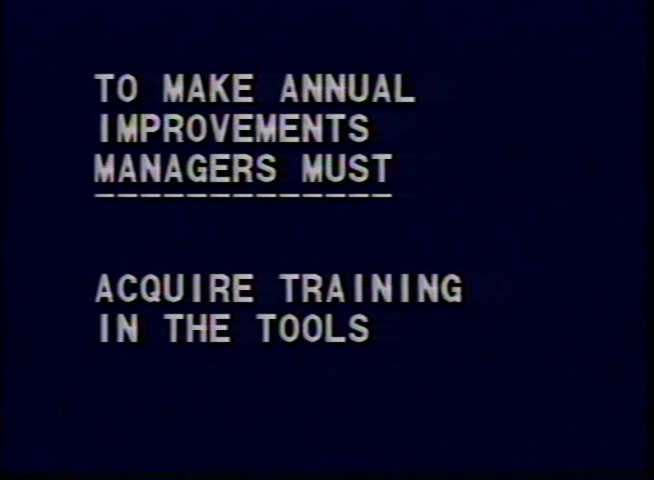 TO MAKE ANNUAL
IMPROVEMENTS
MANAGERS MUST
-------------
ACQUIRE TRAINING
IN THE TOOLS